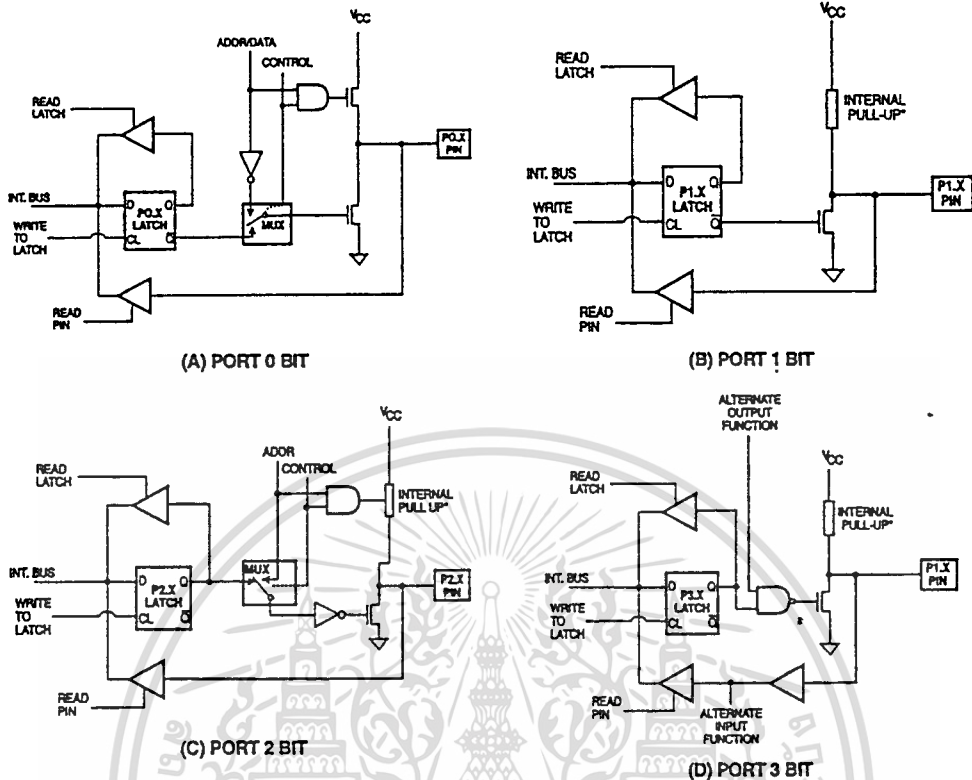 VCC
ADDR/DATA
CONTROL
READ
LATCH
P0.X
PIN
INT. BUS
D
Q
P0.X
LATCH
WRITE
TO
LATCH
CL
Q
MUX
READ
PIN
(A) PORT 0 BIT
VCC
READ
LATCH
INTERNAL
PULL-UP*
INT. BUS
D
Q
P1.X
LATCH
P1.X
PIN
WRITE
TO
LATCH
CL
Q
READ
PIN
(B) PORT 1 BIT
VCC
ADDR
CONTROL
READ
LATCH
INTERNAL
PULL UP*
MUX
INT. BUS
D
Q
P2.X
LATCH
P2.X
PIN
WRITE
TO
LATCH
CL
Q
READ
PIN
(C) PORT 2 BIT
ALTERNATE
OUTPUT
FUNCTION
VCC
READ
LATCH
INTERNAL
PULL-UP*
INT. BUS
D
Q
P3.X
LATCH
P1.X
PIN
WRITE
TO
LATCH
CL
Q
READ
PIN
ALTERNATE
INPUT
FUNCTION
(D) PORT 3 BIT